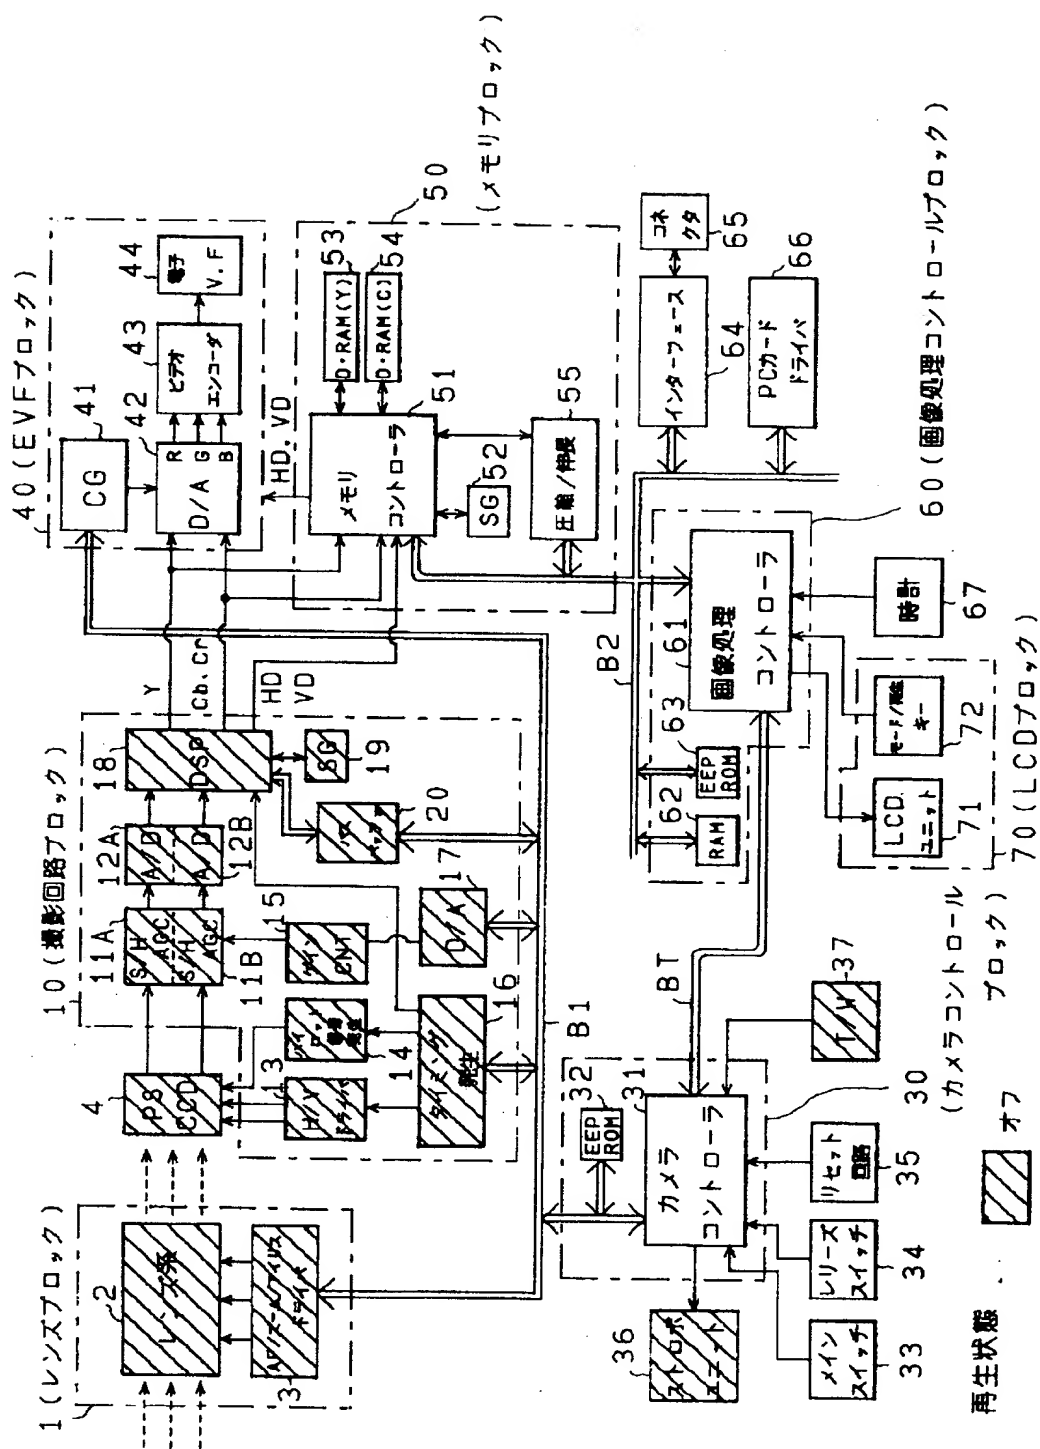 1(レンズブロック)
2
レンズ系
AF/ズーム/アイリス
ドライバ
3
4
PS
CCD
10(撮影回路ブロック)
11A
S/H
AGC
S/H
AGC
11B
12A
A/D
A/D
12B
H/V
ドライバ
13
14
ゲイン
CNT
15
タイミング
発生
16
D/A
17
18
DSP
SG
19
バス
バッファ
20
Y
Cb.Cr
HD
VD
B1
40(EVFブロック)
CG
41
D/A
R
G
B
42
ビデオ
エンコーダ
43
電子
V.F
44
HD.VD
50
(メモリブロック)
メモリ
コントローラ
51
SG
52
D・RAM(Y)
53
D・RAM(C)
54
圧縮/伸長
55
B2
60(画像処理コントロールブロック)
61
画像処理
コントローラ
62
RAM
63
EEP
ROM
インターフェース
64
コネ
クタ
65
PCカード
ドライバ
66
時計
67
70(LCDブロック)
LCD
ユニット
71
モード/再生
キー
72
BT
30
(カメラコントロール
ブロック)
カメラ
コントローラ
31
EEP
ROM
32
メイン
スイッチ
33
レリーズ
スイッチ
34
リセット
回路
35
36
ストロボ
ユニット
T/W
37
再生状態
オフ